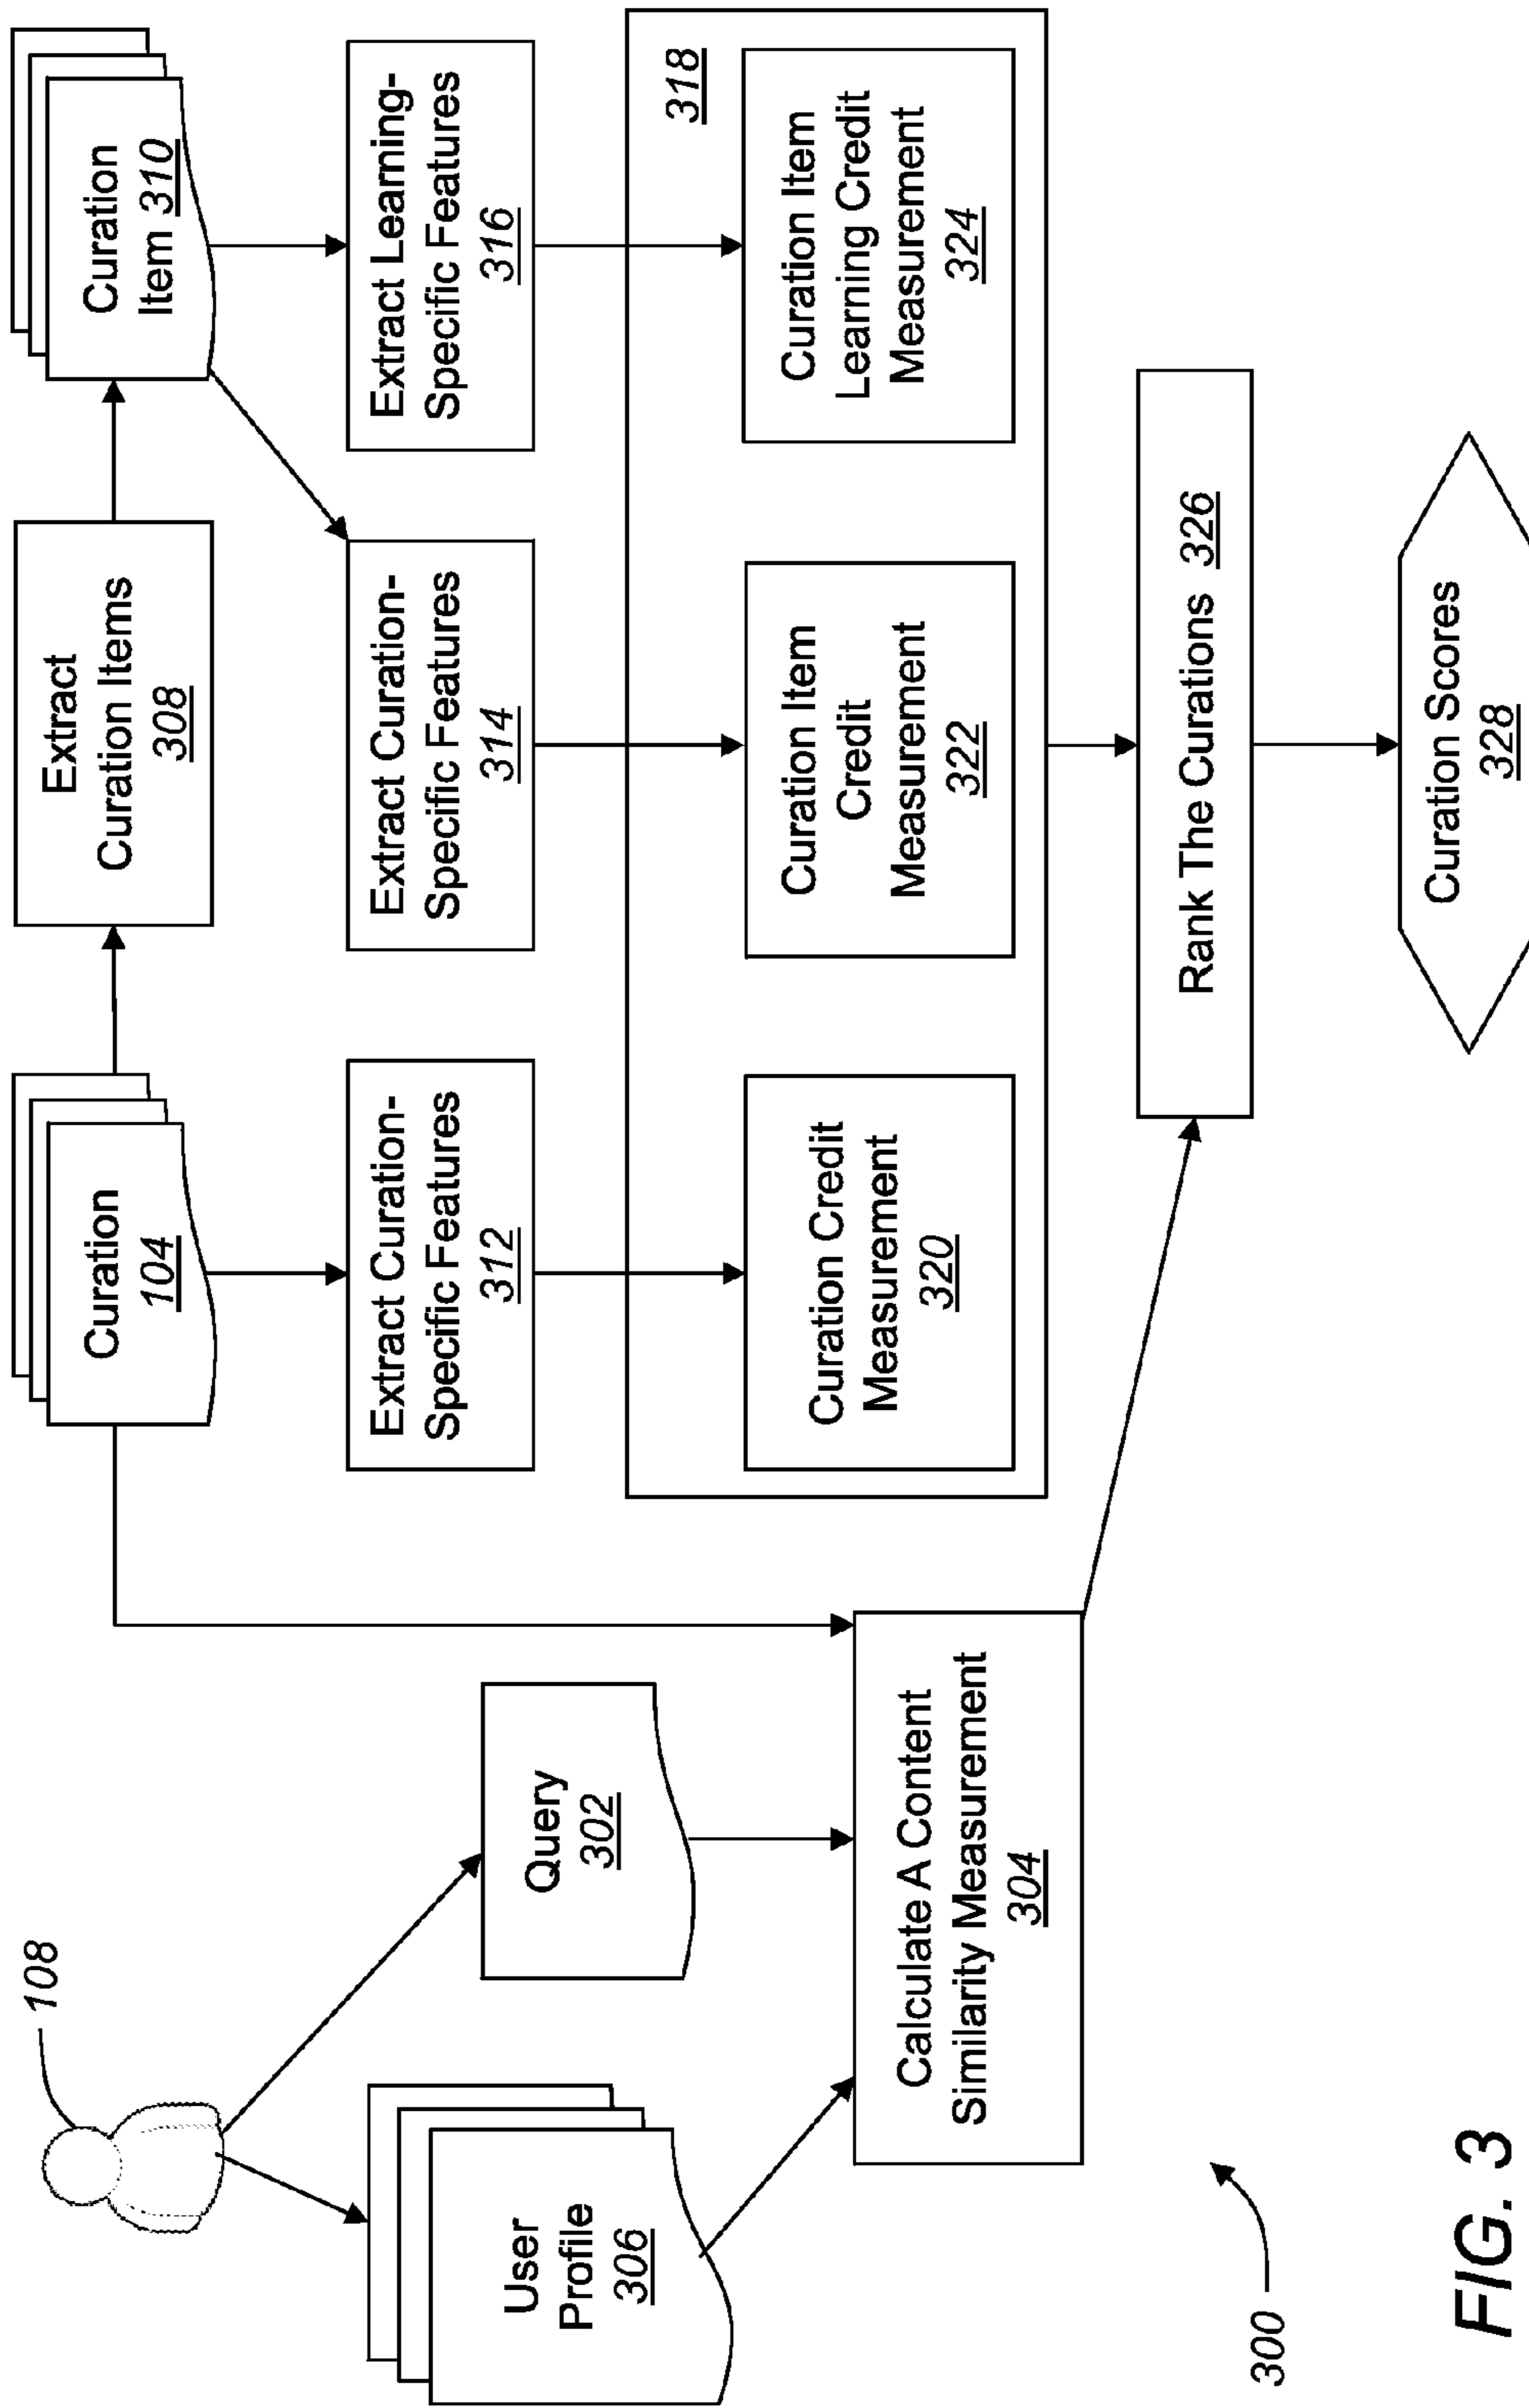 108
User
Profile
306
Query
302
Calculate A Content
Similarity Measurement
304
Curation
104
Extract
Curation Items
308
Curation
Item 310
Extract Curation-
Specific Features
312
Extract Curation-
Specific Features
314
Extract Learning-
Specific Features
316
318
Curation Credit
Measurement
320
Curation Item
Credit
Measurement
322
Curation Item
Learning Credit
Measurement
324
Rank The Curations 326
Curation Scores
328
300
FIG. 3